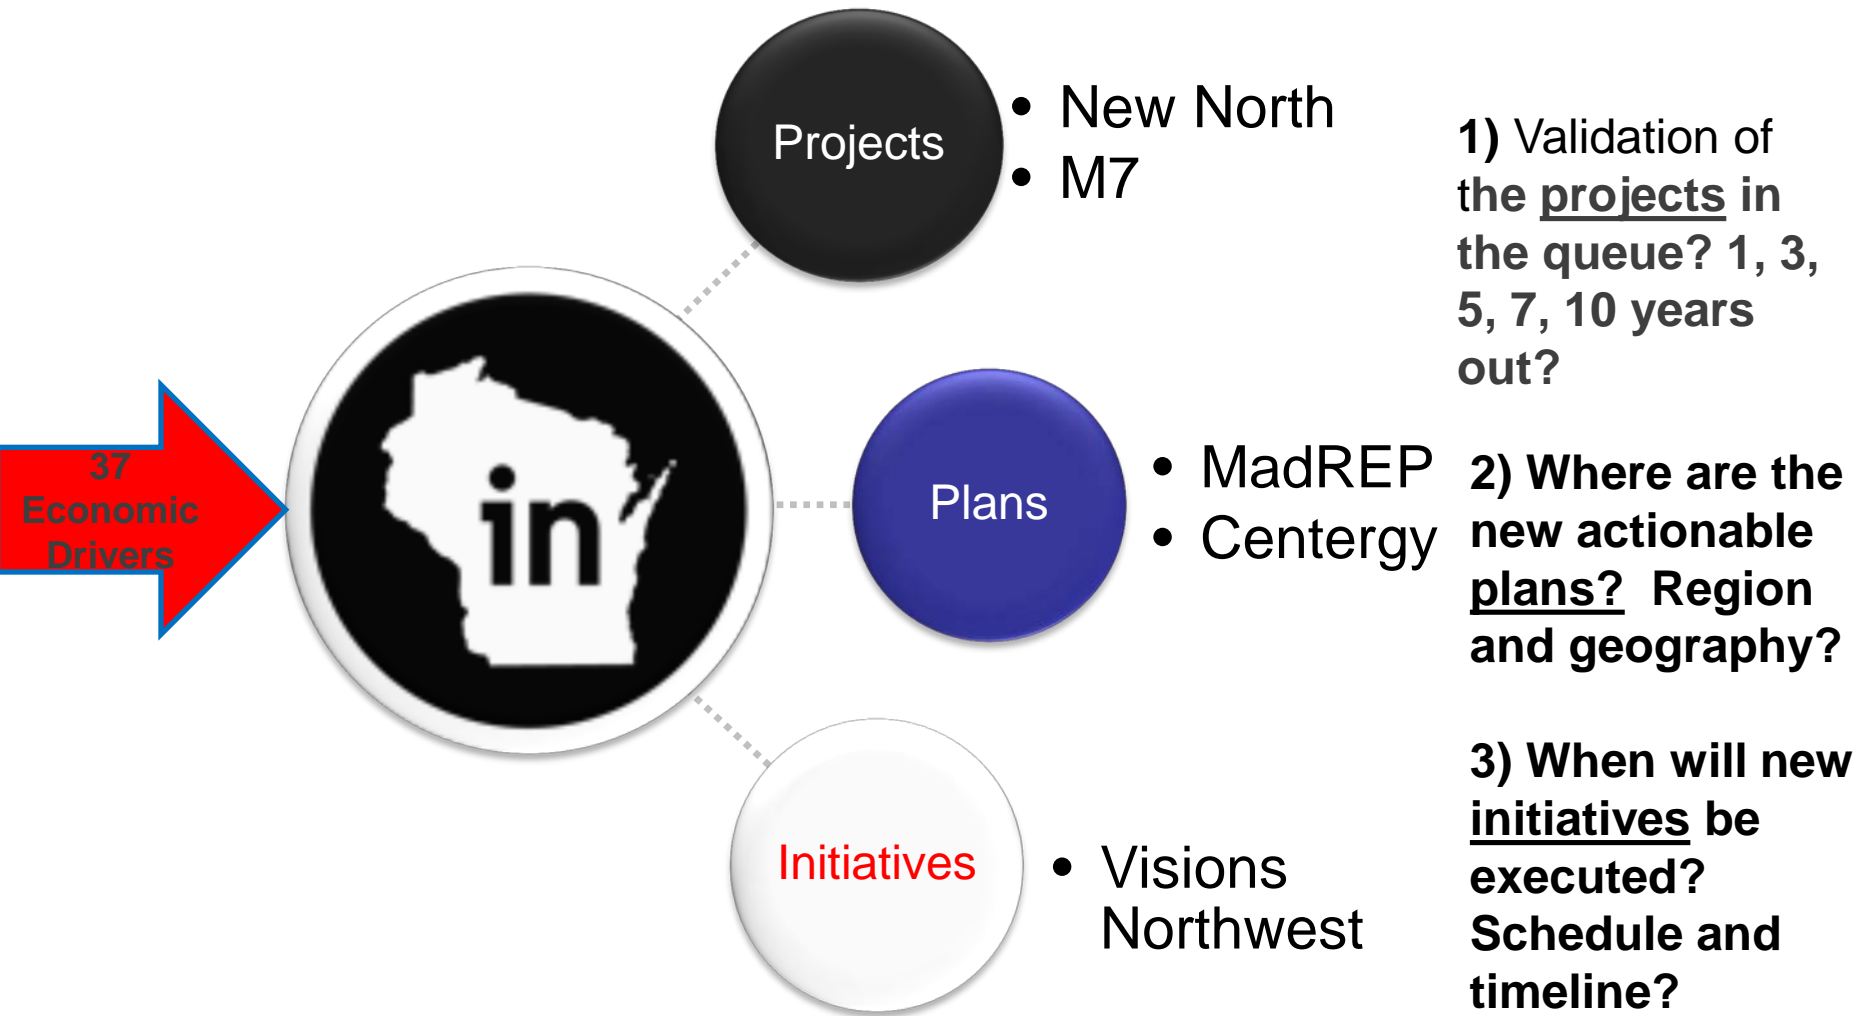 37
Economic
Drivers
in
Projects
• New North
• M7
Plans
• MadREP
• Centergy
Initiatives
• Visions
Northwest
1) Validation of
the projects in
the queue? 1, 3,
5, 7, 10 years
out?
2) Where are the
new actionable
plans? Region
and geography?
3) When will new
initiatives be
executed?
Schedule and
timeline?